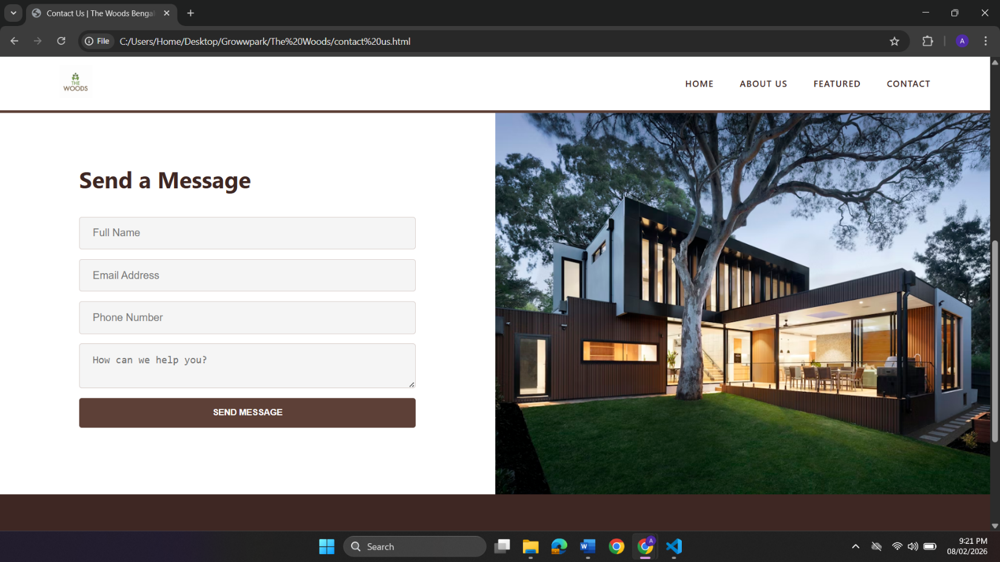 Contact Us | The Woods Bengal
File
C:/Users/Home/Desktop/Growwpark/The%20Woods/contact%20us.html
A
THE
WOODS
HOME
ABOUT US
FEATURED
CONTACT
Send a Message
Full Name
Email Address
Phone Number
How can we help you?
SEND MESSAGE
Search
W
A
9:21 PM
08/02/2026